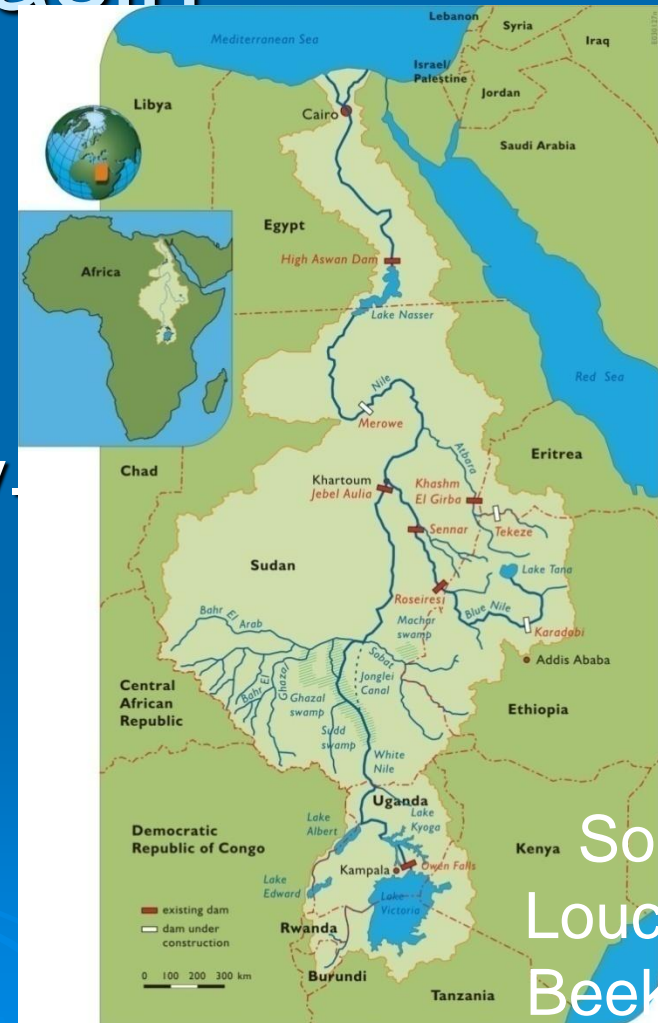 Mediterranean Sea
Lebanon
Syria
Iraq
Israel/
Palestine
Jordan
Libya
Cairo
Saudi Arabia
Egypt
High Aswan Dam
Africa
Lake Nasser
Red Sea
Nile
Merowe
Atbara
Eritrea
Chad
Khartoum
Jebel Aulia
Khashm
El Girba
Tekeze
Sennar
Sudan
Lake Tana
Roseires
Blue Nile
Bahr El
Arab
Machar
swamp
Karadobi
Sobat
Addis Ababa
Jonglei
Canal
Bahr El
Ghazal
Ghazal
swamp
Central
African
Republic
Ethiopia
Sudd
swamp
White
Nile
Uganda
Lake
Albert
Lake
Kyoga
Democratic
Republic of Congo
Kenya
So
Kampala
Owen Falls
Lake
Edward
Lake
Victoria
Louc
existing dam
dam under
construction
Rwanda
0 100 200 300 km
Burundi
Tanzania
Beek